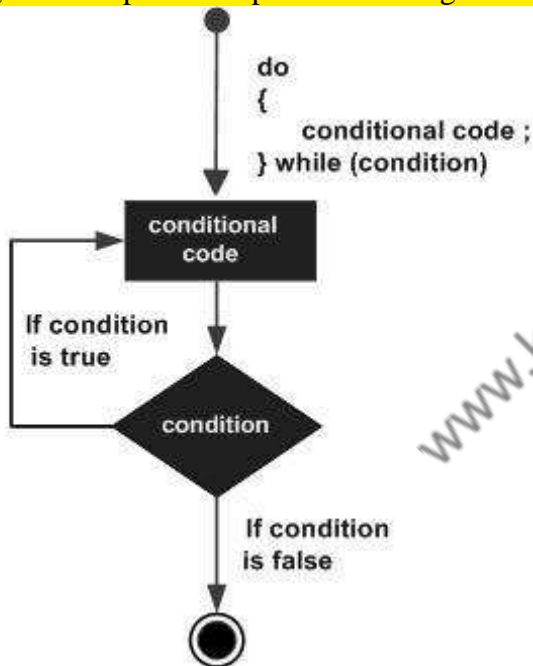 do
{
conditional code ;
} while (condition)
conditional
code
If condition
is true
condition
If condition
is false